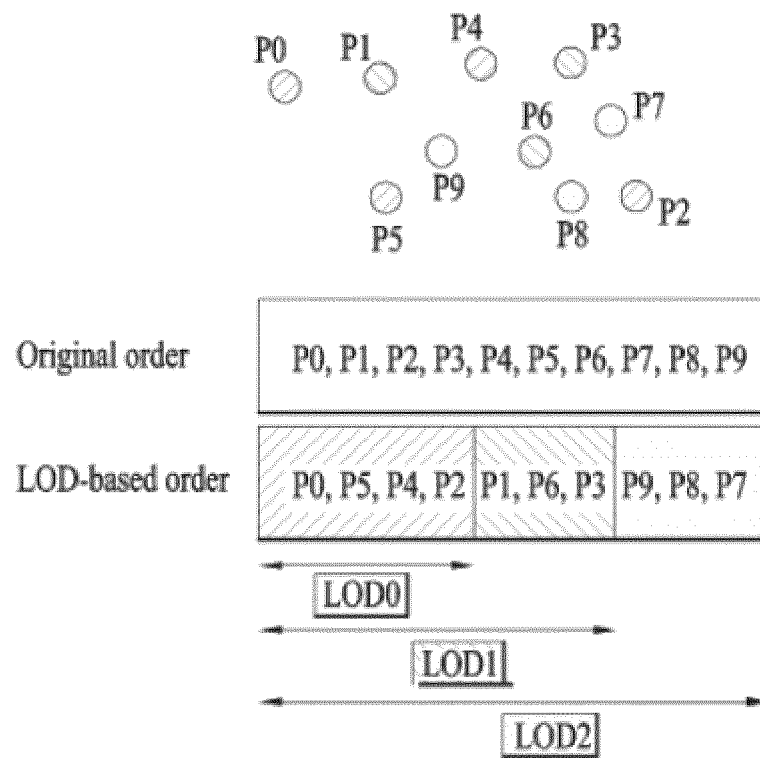 P0
P1
P4
P3
P7
P6
P9
P5
P8
P2
Original order
P0, P1, P2, P3, P4, P5, P6, P7, P8, P9
LOD-based order
P0, P5, P4, P2
P1, P6, P3
P9, P8, P7
LOD0
LOD1
LOD2